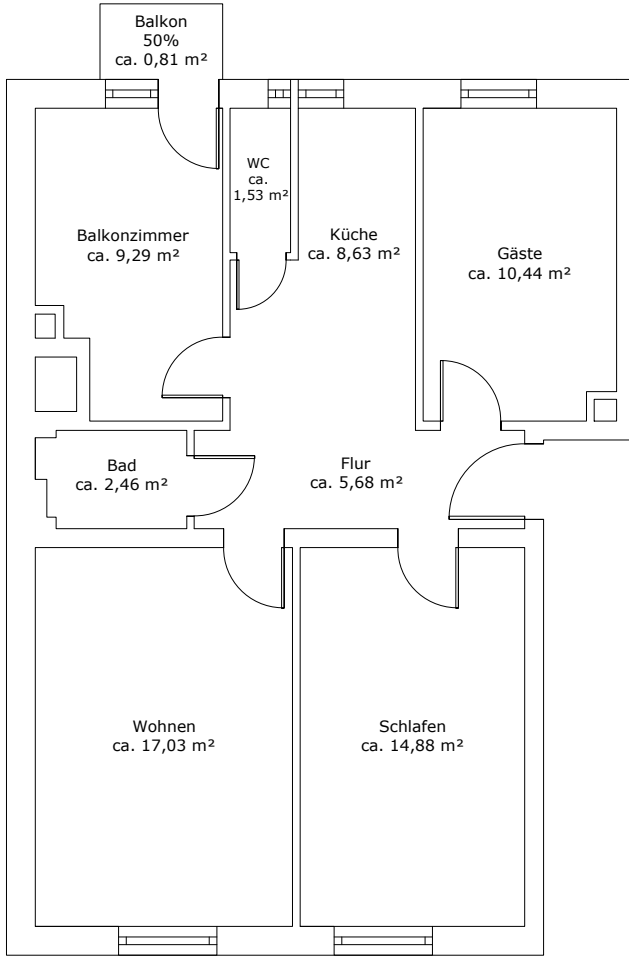 Balkon
50%
ca. 0,81 m²
WC
ca.
1,53 m²
Balkonzimmer
ca. 9,29 m²
Küche
ca. 8,63 m²
Gäste
ca. 10,44 m²
Bad
ca. 2,46 m²
Flur
ca. 5,68 m²
Wohnen
ca. 17,03 m²
Schlafen
ca. 14,88 m²